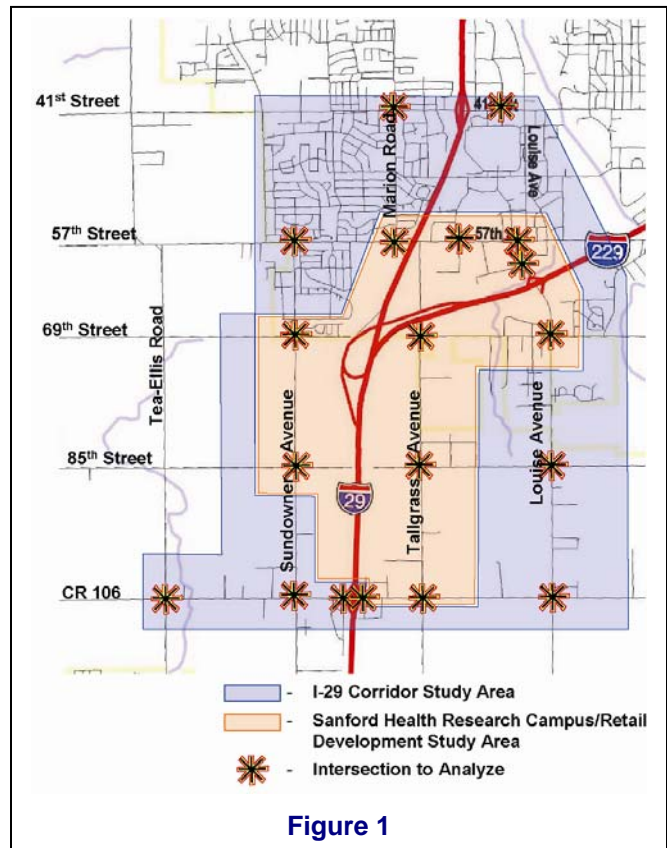 41st Street
41st
Marion Road
Louise Ave
57th Street
57th
229
69th Street
Tea-Ellis Road
Sundowner Avenue
Tallgrass Avenue
Louise Avenue
85th Street
29
CR 106
- I-29 Corridor Study Area
- Sanford Health Research Campus/Retail
Development Study Area
- Intersection to Analyze
Figure 1